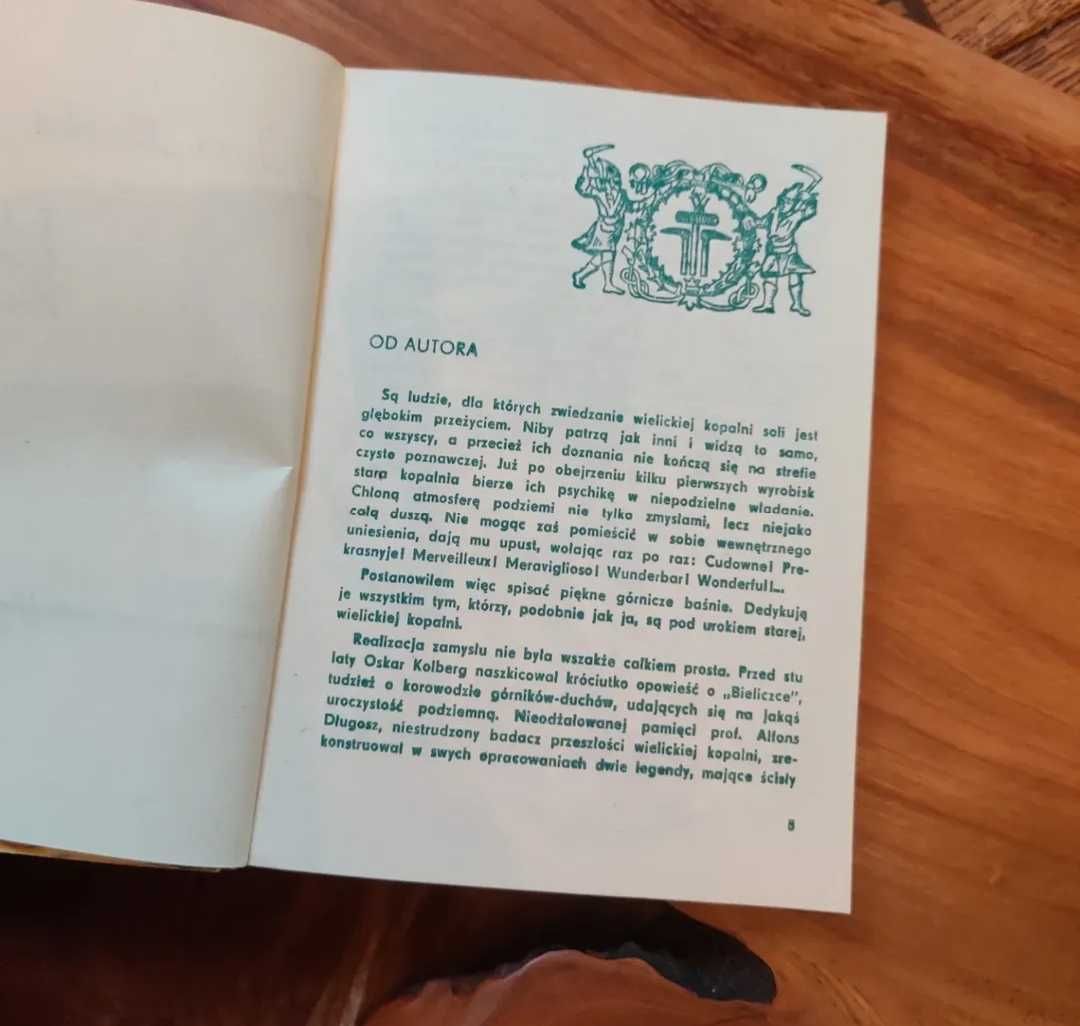 OD AUTORA
Są ludzie, dla których zwiedzanie wielickiej kopalni soli jest
głębokim przeżyciem. Niby patrzą jak inni i widzą to samo,
co wszyscy, a przecież ich doznania nie kończą się na strefie
czysto poznawczej. Już po obejrzeniu kilku pierwszych wyrobisk
stara kopalnia bierze ich psychikę w niepodzielne władanie.
Chłoną atmosferę podziemi nie tylko zmysłami, lecz niejako
całą duszą. Nie mogąc zaś pomieścić w sobie wewnętrznego
uniesienia, dają mu upust, wołając raz po raz: Cudowne! Pre-
krasnyje! Merveilleux! Meraviglioso! Wunderbar! Wonderful!...
Postanowiłem więc spisać piękne górnicze baśnie. Dedykuję
je wszystkim tym, którzy, podobnie jak ja, są pod urokiem starej,
wielickiej kopalni.
Realizacja zamysłu nie była wszakże całkiem prosta. Przed stu
laty Oskar Kolberg naszkicował króciutko opowieść o „Bieliczce",
tudzież o korowodzie górników-duchów, udających się na jakąś
uroczystość podziemną. Nieodżałowanej pamięci prof. Alfons
Długosz, niestrudzony badacz przeszłości wielickiej kopalni, zre-
konstruował w swych opracowaniach dwie legendy, mające ścisły